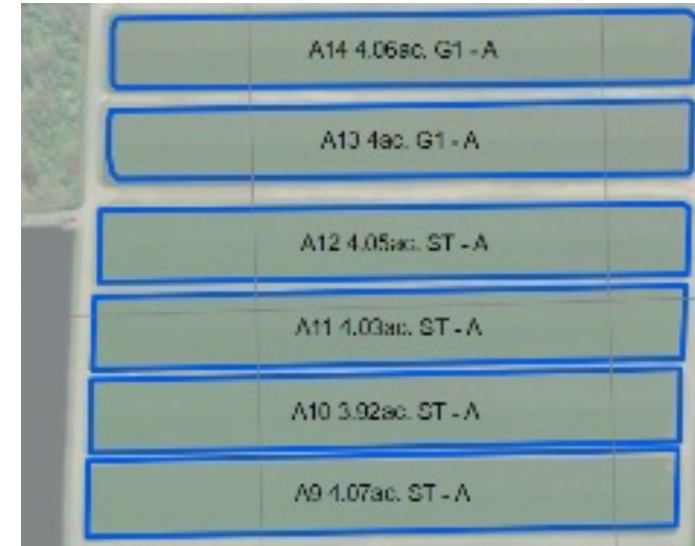 A14 4.06ac. G1 - A
A13 4ac. G1 - A
A12 4.05ac. ST - A
A11 4.03ac. ST - A
A10 3.92ac. ST - A
A9 4.07ac. ST - A